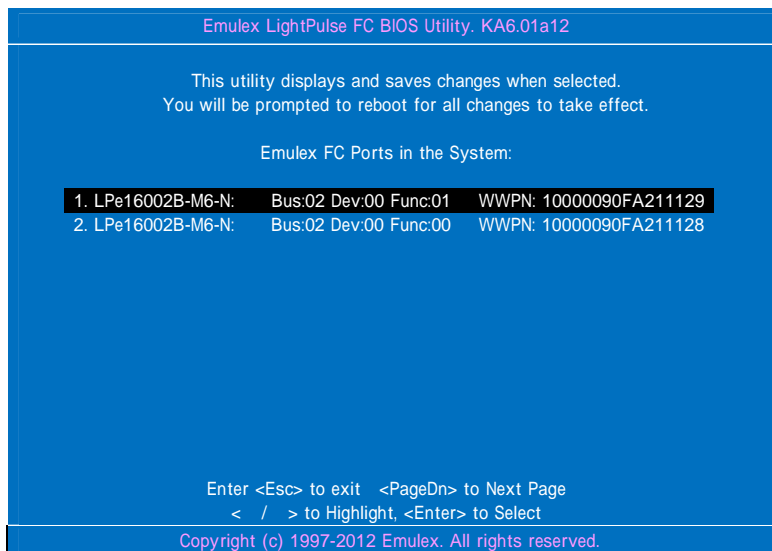 Emulex LightPulse FC BIOS Utility. KA6.01a12
This utility displays and saves changes when selected.
You will be prompted to reboot for all changes to take effect.
Emulex FC Ports in the System:
1. LPe16002B-M6-N: Bus:02 Dev:00 Func:01 WWPN: 10000090FA211129
2. LPe16002B-M6-N: Bus:02 Dev:00 Func:00 WWPN: 10000090FA211128
Enter <Esc> to exit <PageDn> to Next Page
< / > to Highlight, <Enter> to Select
Copyright (c) 1997-2012 Emulex. All rights reserved.